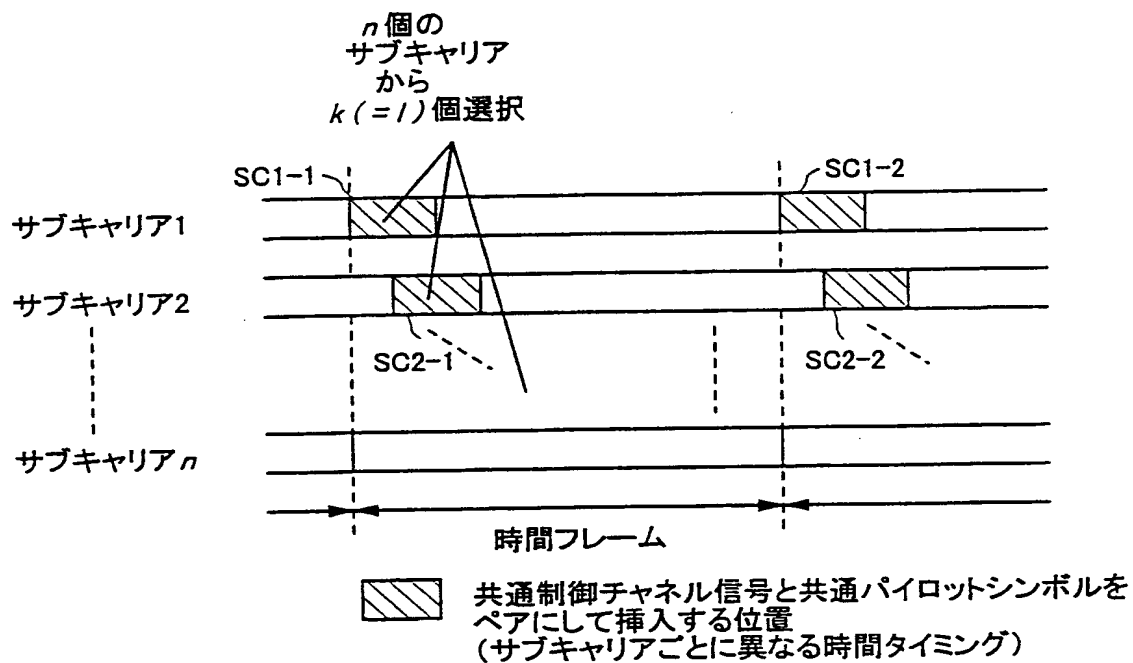 n個の
サブキャリア
から
k(=1)個選択
SC1-1
SC1-2
サブキャリア1
サブキャリア2
SC2-1
SC2-2
サブキャリアn
時間フレーム
共通制御チャネル信号と共通パイロットシンボルを
ペアにして挿入する位置
(サブキャリアごとに異なる時間タイミング)